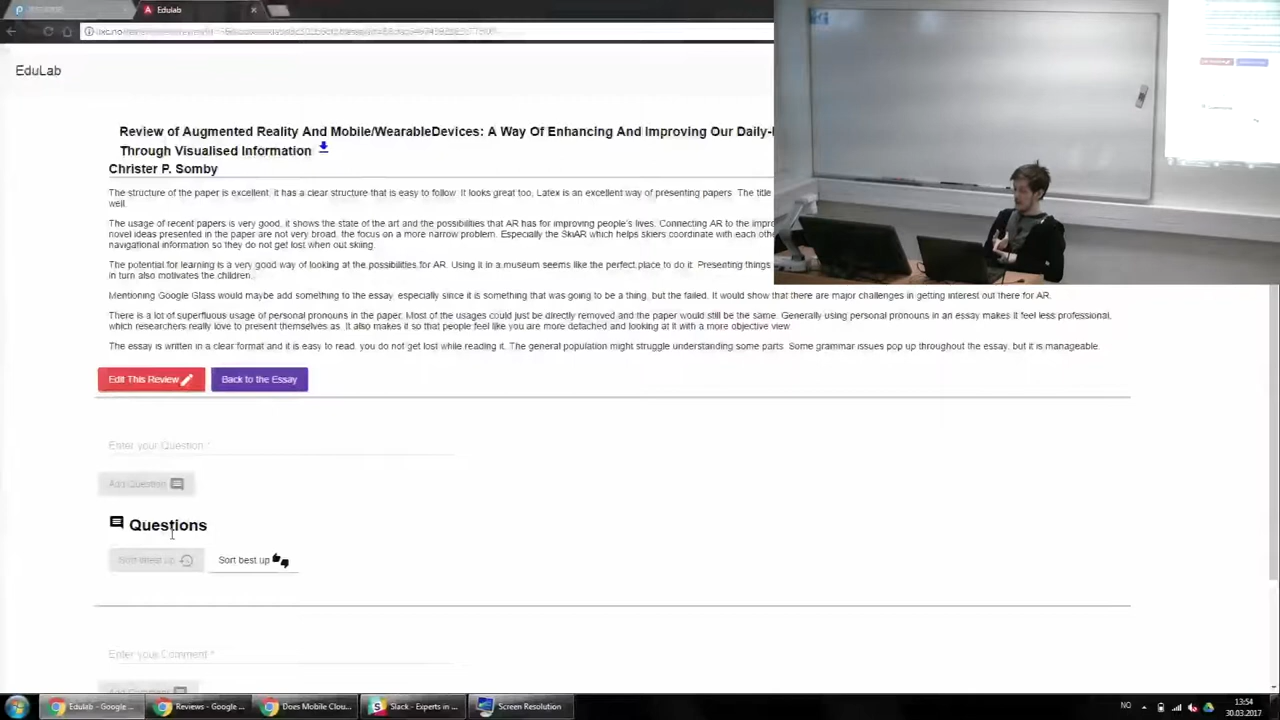 Edulab
EduLab
Review of Augmented Reality And Mobile/WearableDevices: A Way Of Enhancing And Improving Our Daily-
Through Visualised Information
Christer P. Somby
The structure of the paper is excellent, it has a clear structure that is easy to follow. It looks great too, Latex is an excellent way of presenting papers. The title
well.
The usage of recent papers is very good, it shows the state of the art and the possibilities that AR has for improving people's lives. Connecting AR to the
novel ideas presented in the paper are not very broad, the focus on a more narrow problem. Especially the SkiAR which helps skiers coordinate with each
navigational information so they do not get lost when out skiing.
The potential for learning is a very good way of looking at the possibilities for AR. Using it in a museum seems like the perfect place to do it. Presenting things
in turn also motivates the children.
Mentioning Google Glass would maybe add something to the essay, especially since it is something that was going to be a thing, but the failed. It would show that there are major challenges in getting interest out there for AR.
There is a lot of superfluous usage of personal pronouns in the paper. Most of the usages could just be directly removed and the paper would still be the same. Generally using personal pronouns in an essay makes it feel less professional,
which researchers really love to present themselves as. It also makes it so that people feel like you are more detached and looking at it with a more objective view
The essay is written in a clear format and it is easy to read, you do not get lost while reading it. The general population might struggle understanding some parts. Some grammar issues pop up throughout the essay, but it is manageable.
Edit This Review Back to the Essay
Enter your Question *
Add Question
Questions
Sort latest up Sort best up
Enter your Comment *
Add Comment
Edulab - Google ... Reviews - Google ... Does Mobile Clou... Slack - Experts in ... Screen Resolution NO 13:54
30.03.2017